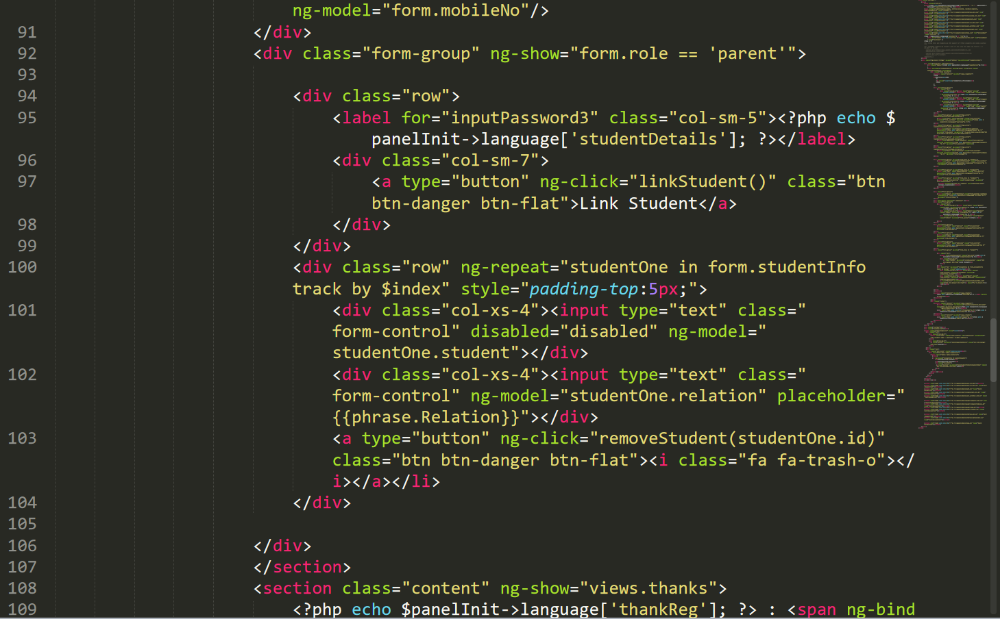 ng-model="form.mobileNo"/>
91 </div>
92 <div class="form-group" ng-show="form.role == 'parent'">
93
94 <div class="row">
95 <label for="inputPassword3" class="col-sm-5"><?php echo $
panelInit->language['studentDetails']; ?></label>
96 <div class="col-sm-7">
97 <a type="button" ng-click="linkStudent()" class="btn
btn-danger btn-flat">Link Student</a>
98 </div>
99 </div>
100 <div class="row" ng-repeat="studentOne in form.studentInfo
track by $index" style="padding-top:5px;">
101 <div class="col-xs-4"><input type="text" class="
form-control" disabled="disabled" ng-model="
studentOne.student"></div>
102 <div class="col-xs-4"><input type="text" class="
form-control" ng-model="studentOne.relation" placeholder="
{{phrase.Relation}}"></div>
103 <a type="button" ng-click="removeStudent(studentOne.id)"
class="btn btn-danger btn-flat"><i class="fa fa-trash-o"></
i></a></li>
104 </div>
105
106 </div>
107 </section>
108 <section class="content" ng-show="views.thanks">
109 <?php echo $panelInit->language['thankReg']; ?> : <span ng-bind